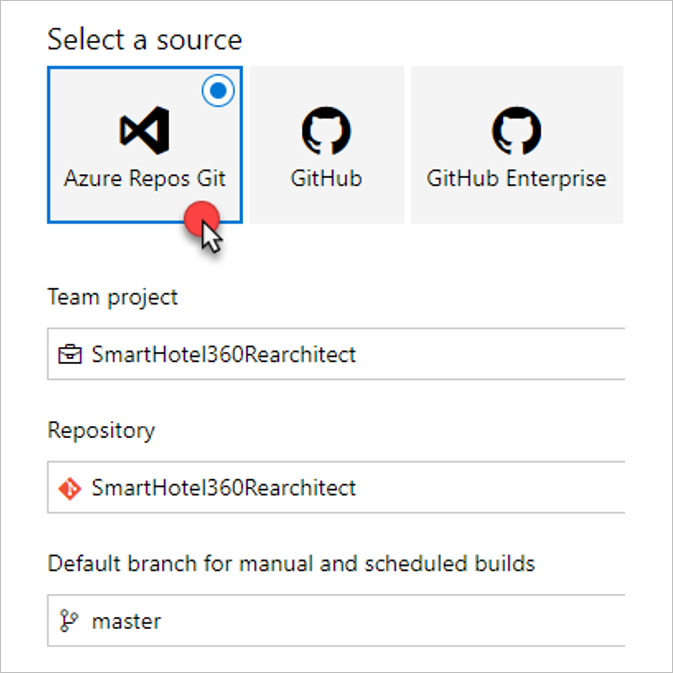 Select a source
Azure Repos Git
GitHub
GitHub Enterprise
Team project
SmartHotel360Rearchitect
Repository
SmartHotel360Rearchitect
Default branch for manual and scheduled builds
master